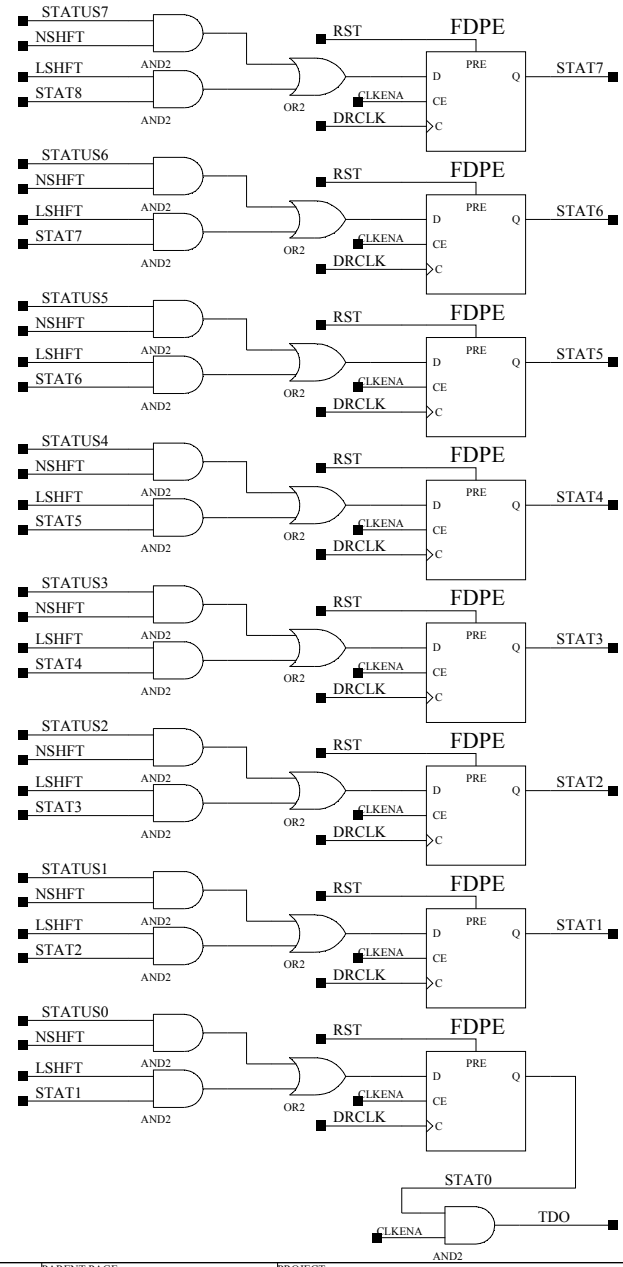 STATUS7
RST FDPE
NSHFT
AND2 PRE
LSHFT D Q STAT7
STAT8 OR2 CLKENA CE
AND2 DRCLK C
STATUS6
RST FDPE
NSHFT
AND2 PRE
LSHFT D Q STAT6
STAT7 OR2 CLKENA CE
AND2 DRCLK C
STATUS5
RST FDPE
NSHFT
AND2 PRE
LSHFT D Q STAT5
STAT6 OR2 CLKENA CE
AND2 DRCLK C
STATUS4
RST FDPE
NSHFT
AND2 PRE
LSHFT D Q STAT4
STAT5 OR2 CLKENA CE
AND2 DRCLK C
STATUS3
RST FDPE
NSHFT
AND2 PRE
LSHFT D Q STAT3
STAT4 OR2 CLKENA CE
AND2 DRCLK C
STATUS2
RST FDPE
NSHFT
AND2 PRE
LSHFT D Q STAT2
STAT3 OR2 CLKENA CE
AND2 DRCLK C
STATUS1
RST FDPE
NSHFT
AND2 PRE
LSHFT D Q STAT1
STAT2 OR2 CLKENA CE
AND2 DRCLK C
STATUS0
RST FDPE
NSHFT
AND2 PRE
LSHFT D Q
STAT1 OR2 CLKENA CE
AND2 DRCLK C
STAT0
CLKENA TDO
AND2
PARENT PAGE PROJECT